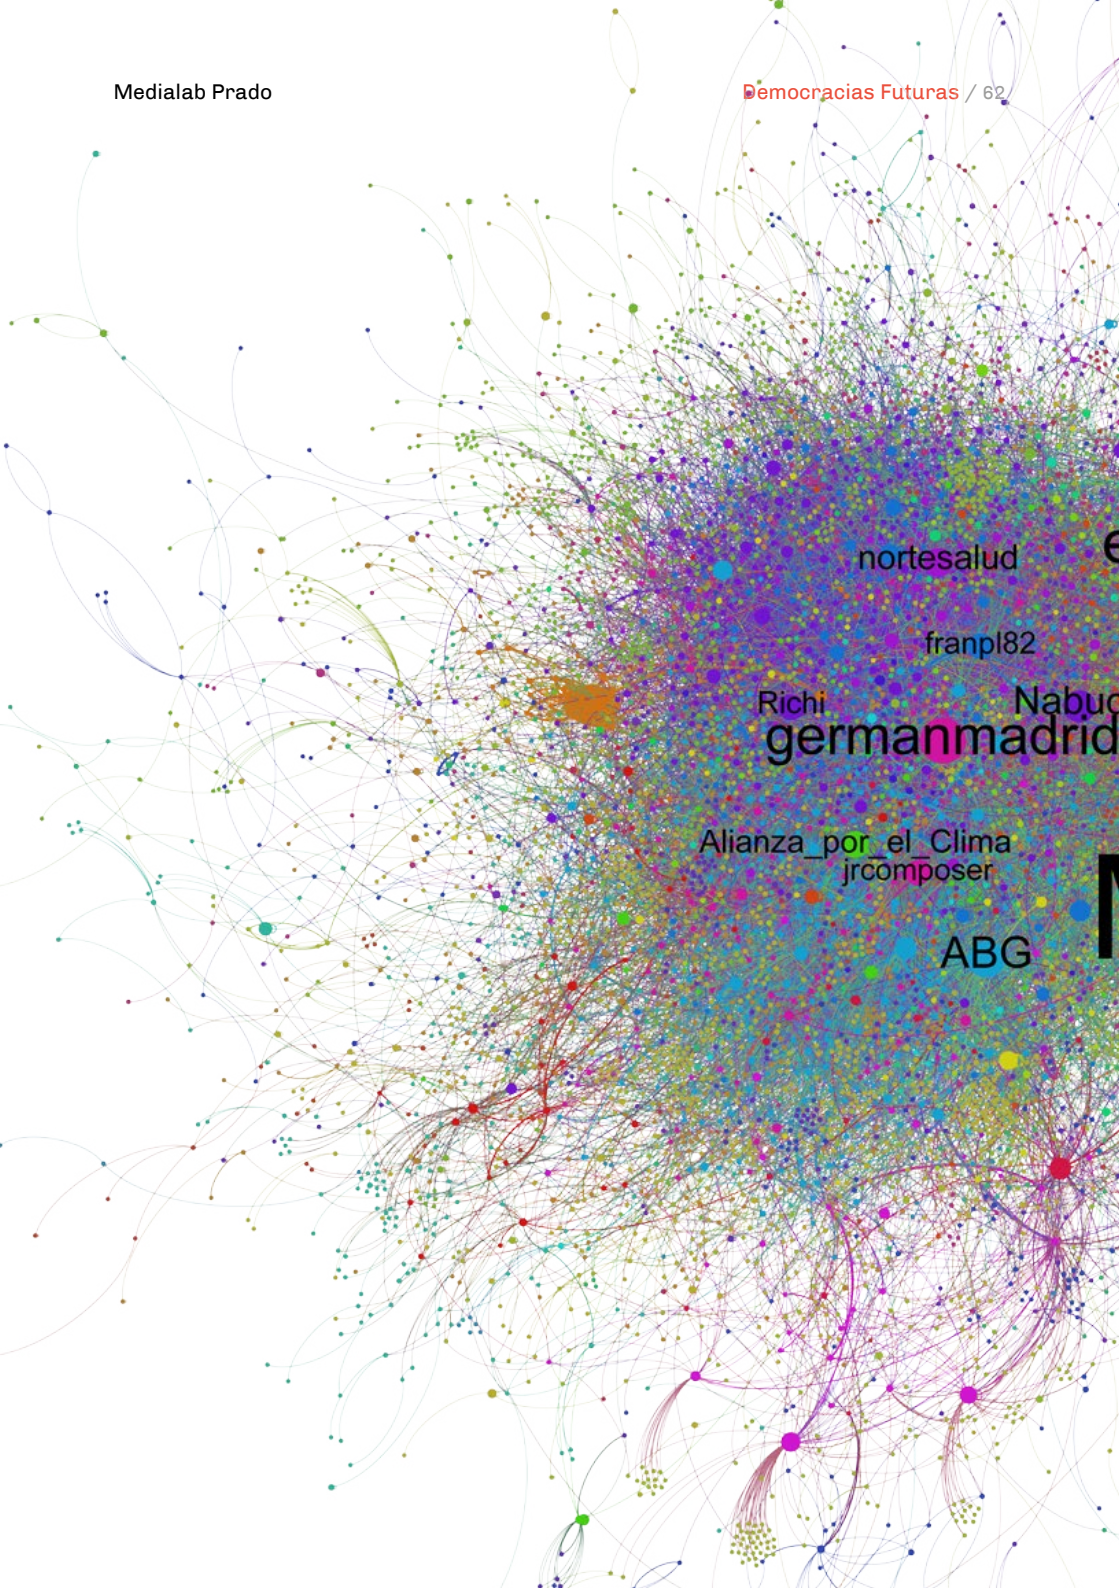 Medialab Prado
Democracias Futuras / 62
nortesalud
franpl82
Richi
germanmadrid
Alianza_por_el_Clima
jrcomposer
ABG